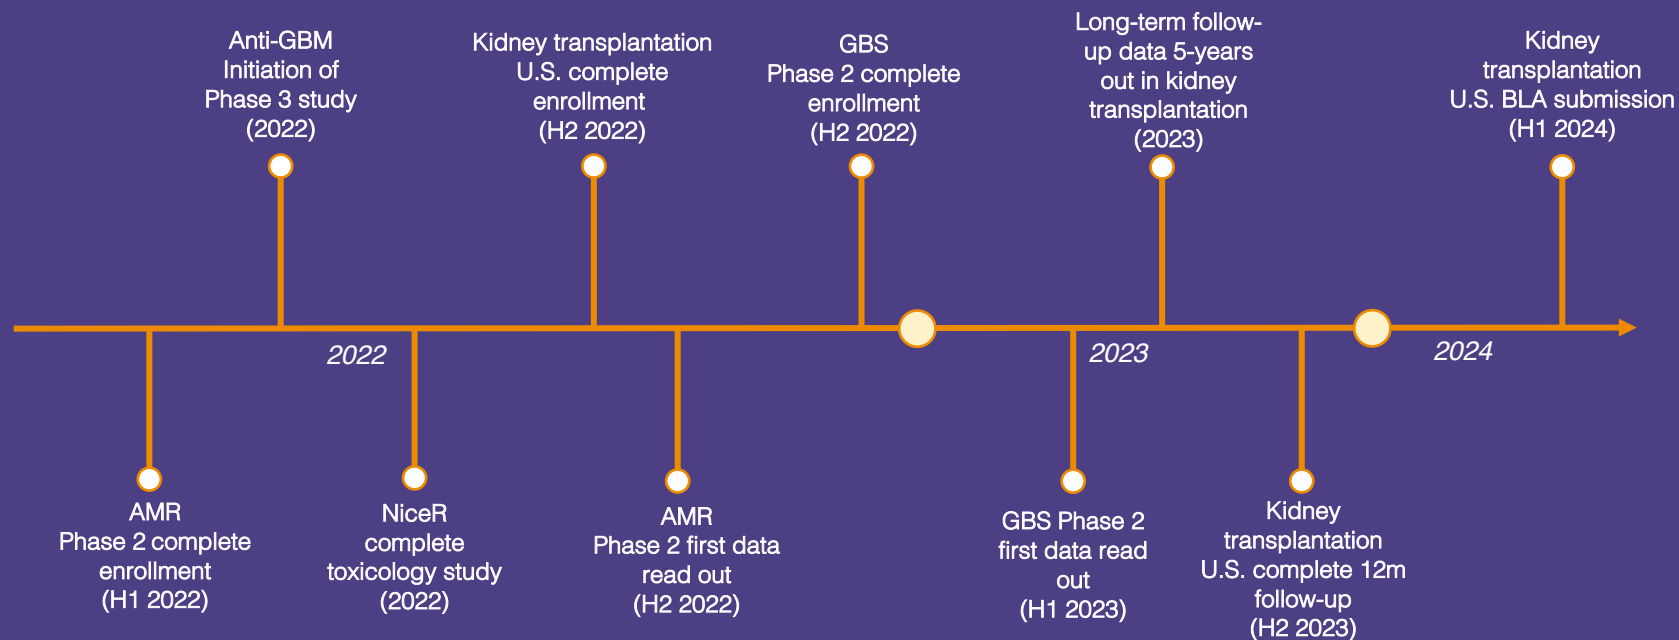 Anti-GBM
Initiation of
Phase 3 study
(2022)
Kidney transplantation
U.S. complete
enrollment
(H2 2022)
GBS
Phase 2 complete
enrollment
(H2 2022)
Long-term follow-
up data 5-years
out in kidney
transplantation
(2023)
Kidney
transplantation
U.S. BLA submission
(H1 2024)
2022
2023
2024
AMR
Phase 2 complete
enrollment
(H1 2022)
NiceR
complete
toxicology study
(2022)
AMR
Phase 2 first data
read out
(H2 2022)
GBS Phase 2
first data read
out
(H1 2023)
Kidney
transplantation
U.S. complete 12m
follow-up
(H2 2023)